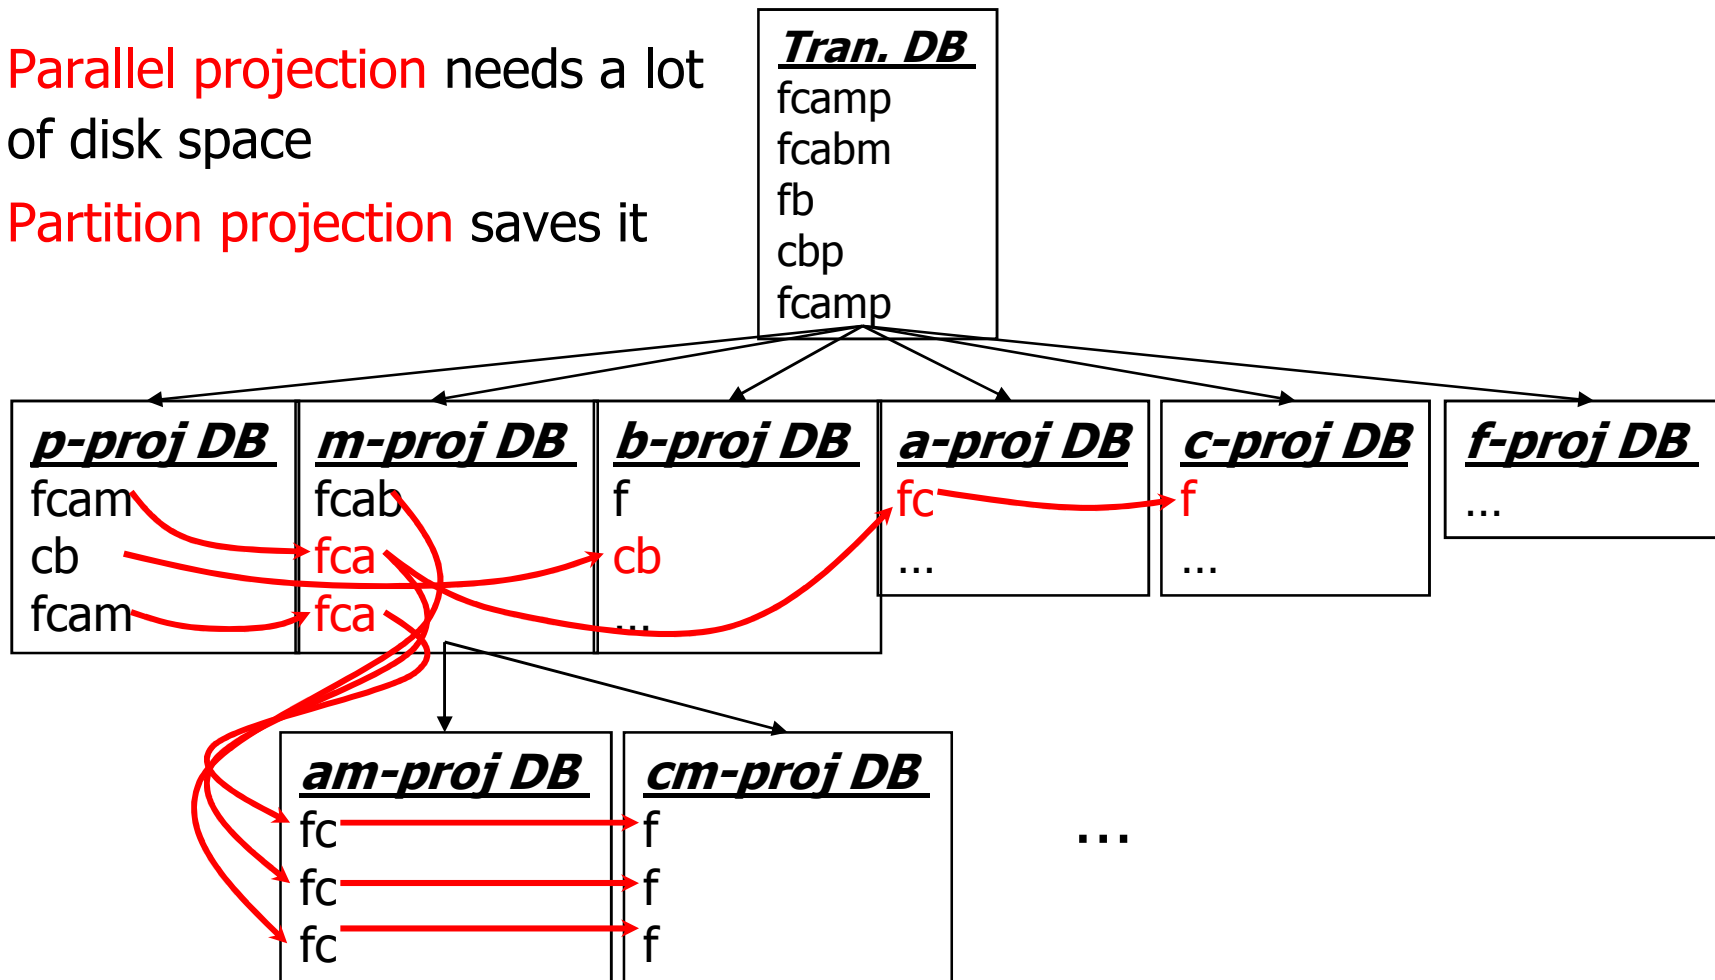 Parallel projection needs a lot
of disk space
Partition projection saves it
Tran. DB
fcamp
fcabm
fb
cbp
fcamp
p-proj DB
fcam
cb
fcam
m-proj DB
fcab
fca
fca
b-proj DB
f
cb
...
a-proj DB
fc
...
c-proj DB
f
...
f-proj DB
...
am-proj DB
fc
fc
fc
cm-proj DB
f
f
f
...